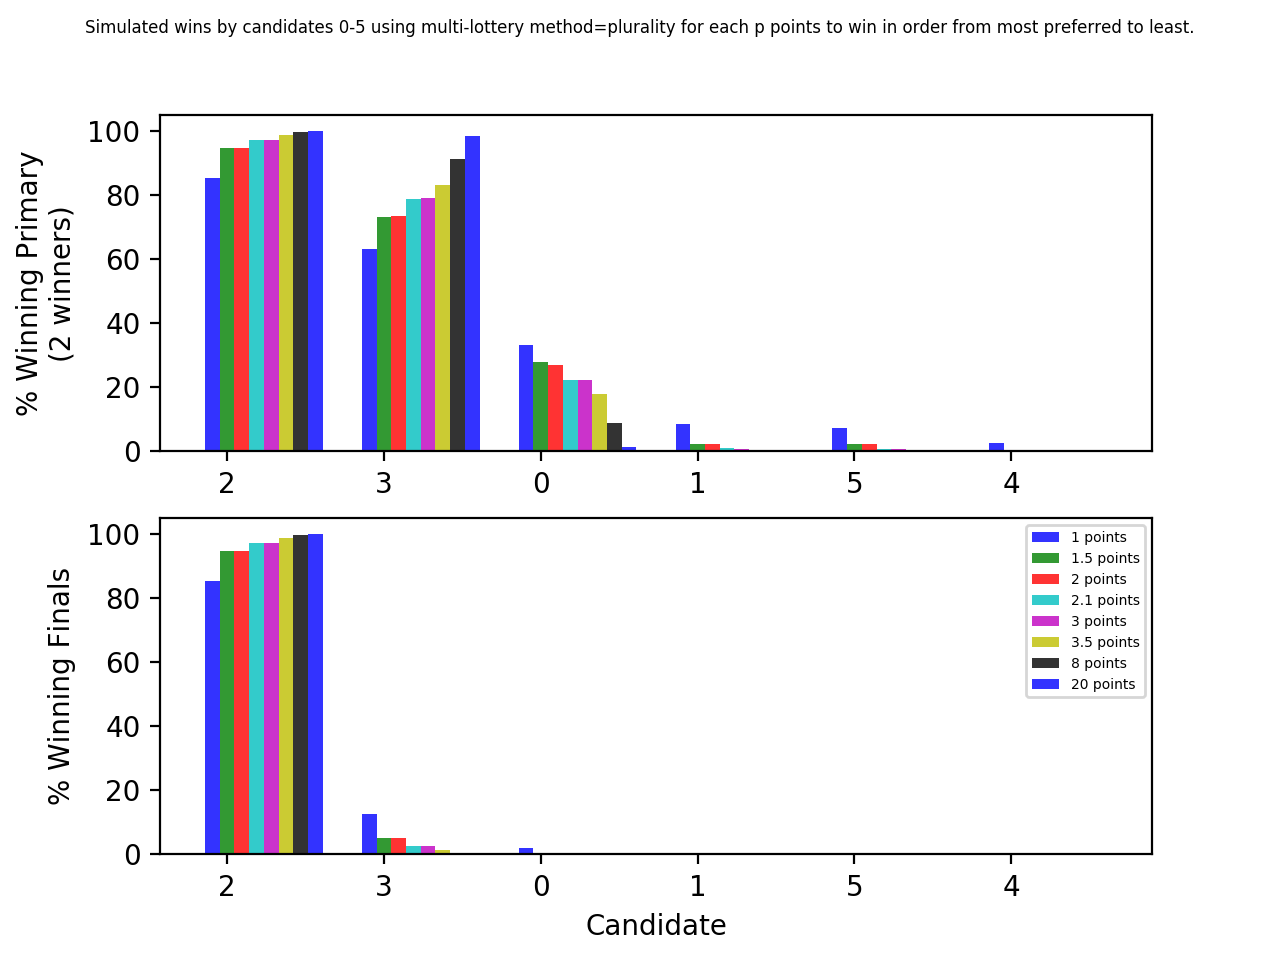 Simulated wins by candidates 0-5 using multi-lottery method=plurality for each p points to win in order from most preferred to least.
% Winning Primary
(2 winners)
100
80
60
40
20
0
2 3 0 1 5 4
% Winning Finals
100
80
60
40
20
0
1 points
1.5 points
2 points
2.1 points
3 points
3.5 points
8 points
20 points
2 3 0 1 5 4
Candidate